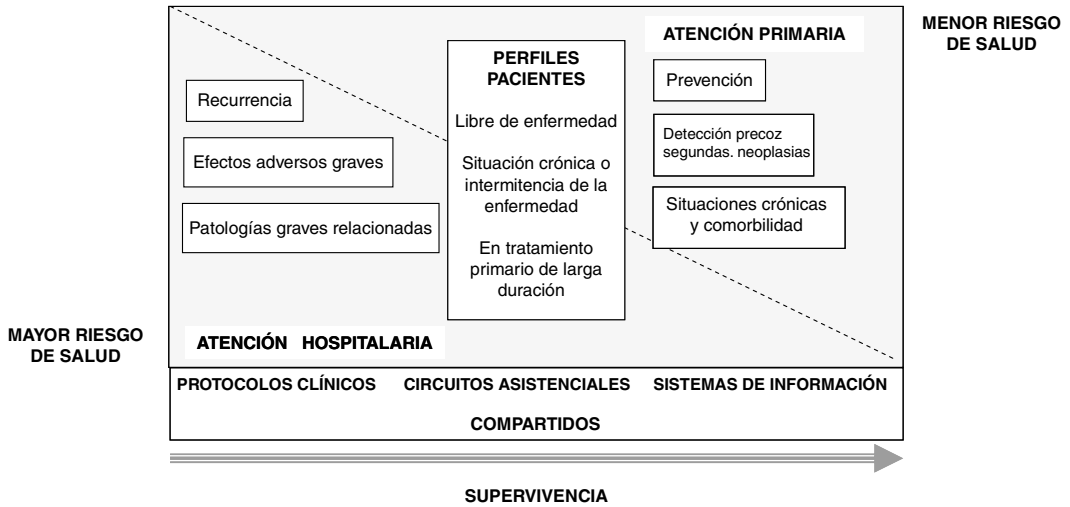 MENOR RIESGO
DE SALUD
ATENCIÓN PRIMARIA
PERFILES
PACIENTES
Libre de enfermedad
Situación crónica o
intermitencia de la
enfermedad
En tratamiento
primario de larga
duración
Recurrencia
Efectos adversos graves
Patologías graves relacionadas
Prevención
Detección precoz
segundas. neoplasias
Situaciones crónicas
y comorbilidad
MAYOR RIESGO
DE SALUD
ATENCIÓN HOSPITALARIA
PROTOCOLOS CLÍNICOS CIRCUITOS ASISTENCIALES SISTEMAS DE INFORMACIÓN
COMPARTIDOS
SUPERVIVENCIA